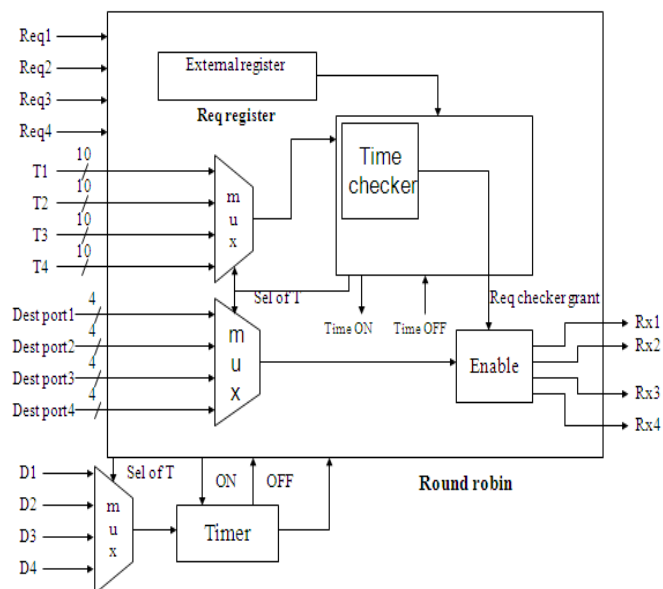 Req1
Req2
Req3
Req4
External register
Req register
Time
checker
T1
10
T2
10
T3
10
T4
10
m
u
x
Sel of T
Time ON
Time OFF
Req checker grant
Dest port1
4
Dest port2
4
Dest port3
4
Dest port4
4
m
u
x
Enable
Rx1
Rx2
Rx3
Rx4
Round robin
D1
D2
D3
D4
m
u
x
Sel of T
ON
OFF
Timer